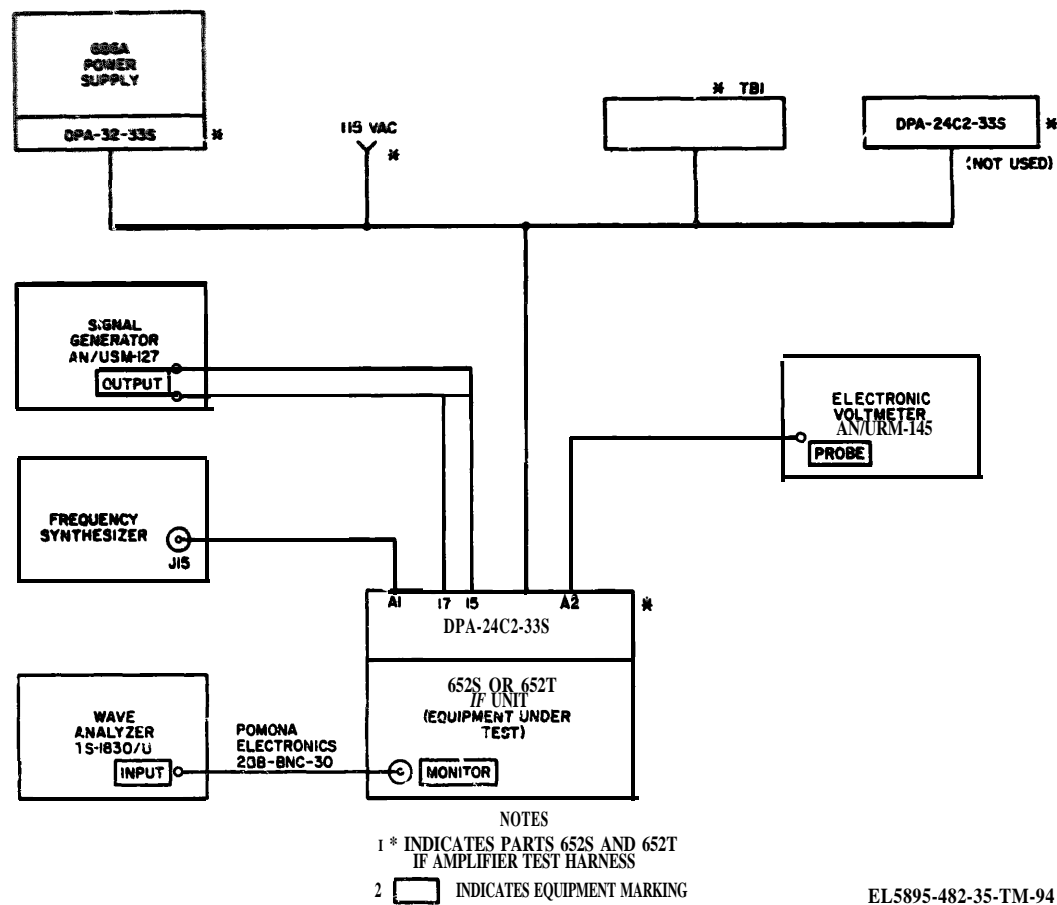 686A
POWER
SUPPLY
DPA-32-33S
*
115 VAC
*
* TB1
DPA-24C2-33S
*
(NOT USED)
SIGNAL
GENERATOR
AN/USM-127
OUTPUT
ELECTRONIC
VOLTMETER
AN/URM-145
PROBE
FREQUENCY
SYNTHESIZER
J15
A1 17 15 A2
DPA-24C2-33S
*
652S OR 652T
IF UNIT
(EQUIPMENT UNDER
TEST)
MONITOR
WAVE
ANALYZER
TS-1830/U
INPUT
POMONA
ELECTRONICS
2BB-BNC-30
NOTES
1 * INDICATES PARTS 652S AND 652T
IF AMPLIFIER TEST HARNESS
2 INDICATES EQUIPMENT MARKING
EL5895-482-35-TM-94